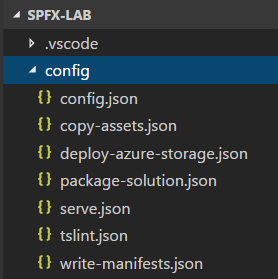 SPFX-LAB
.vscode
config
{} config.json
{} copy-assets.json
{} deploy-azure-storage.json
{} package-solution.json
{} serve.json
{} tslint.json
{} write-manifests.json